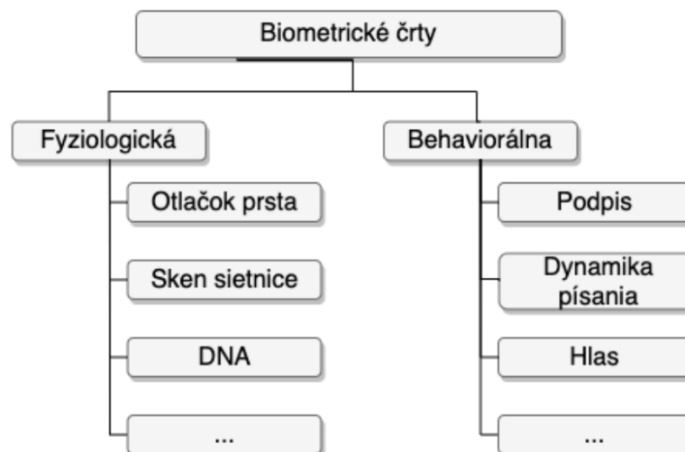 Biometrické črty
Fyziologická
Otlačok prsta
Sken sietnice
DNA
...
Behaviorálna
Podpis
Dynamika
písania
Hlas
...